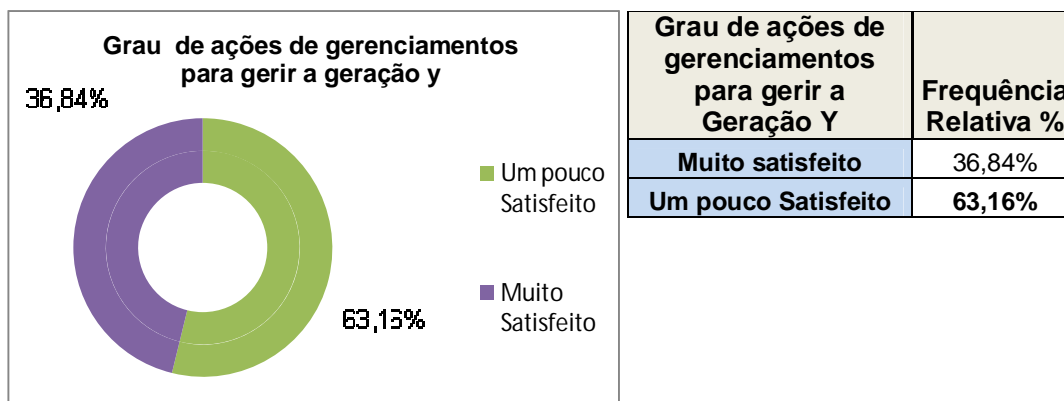 Grau de ações de gerenciamentos
para gerir a geração y
36,84%
63,16%
Um pouco
Satisfeito
Muito
Satisfeito
Grau de ações de
gerenciamentos
para gerir a
Geração Y
Frequência
Relativa %
Muito satisfeito
36,84%
Um pouco Satisfeito
63,16%